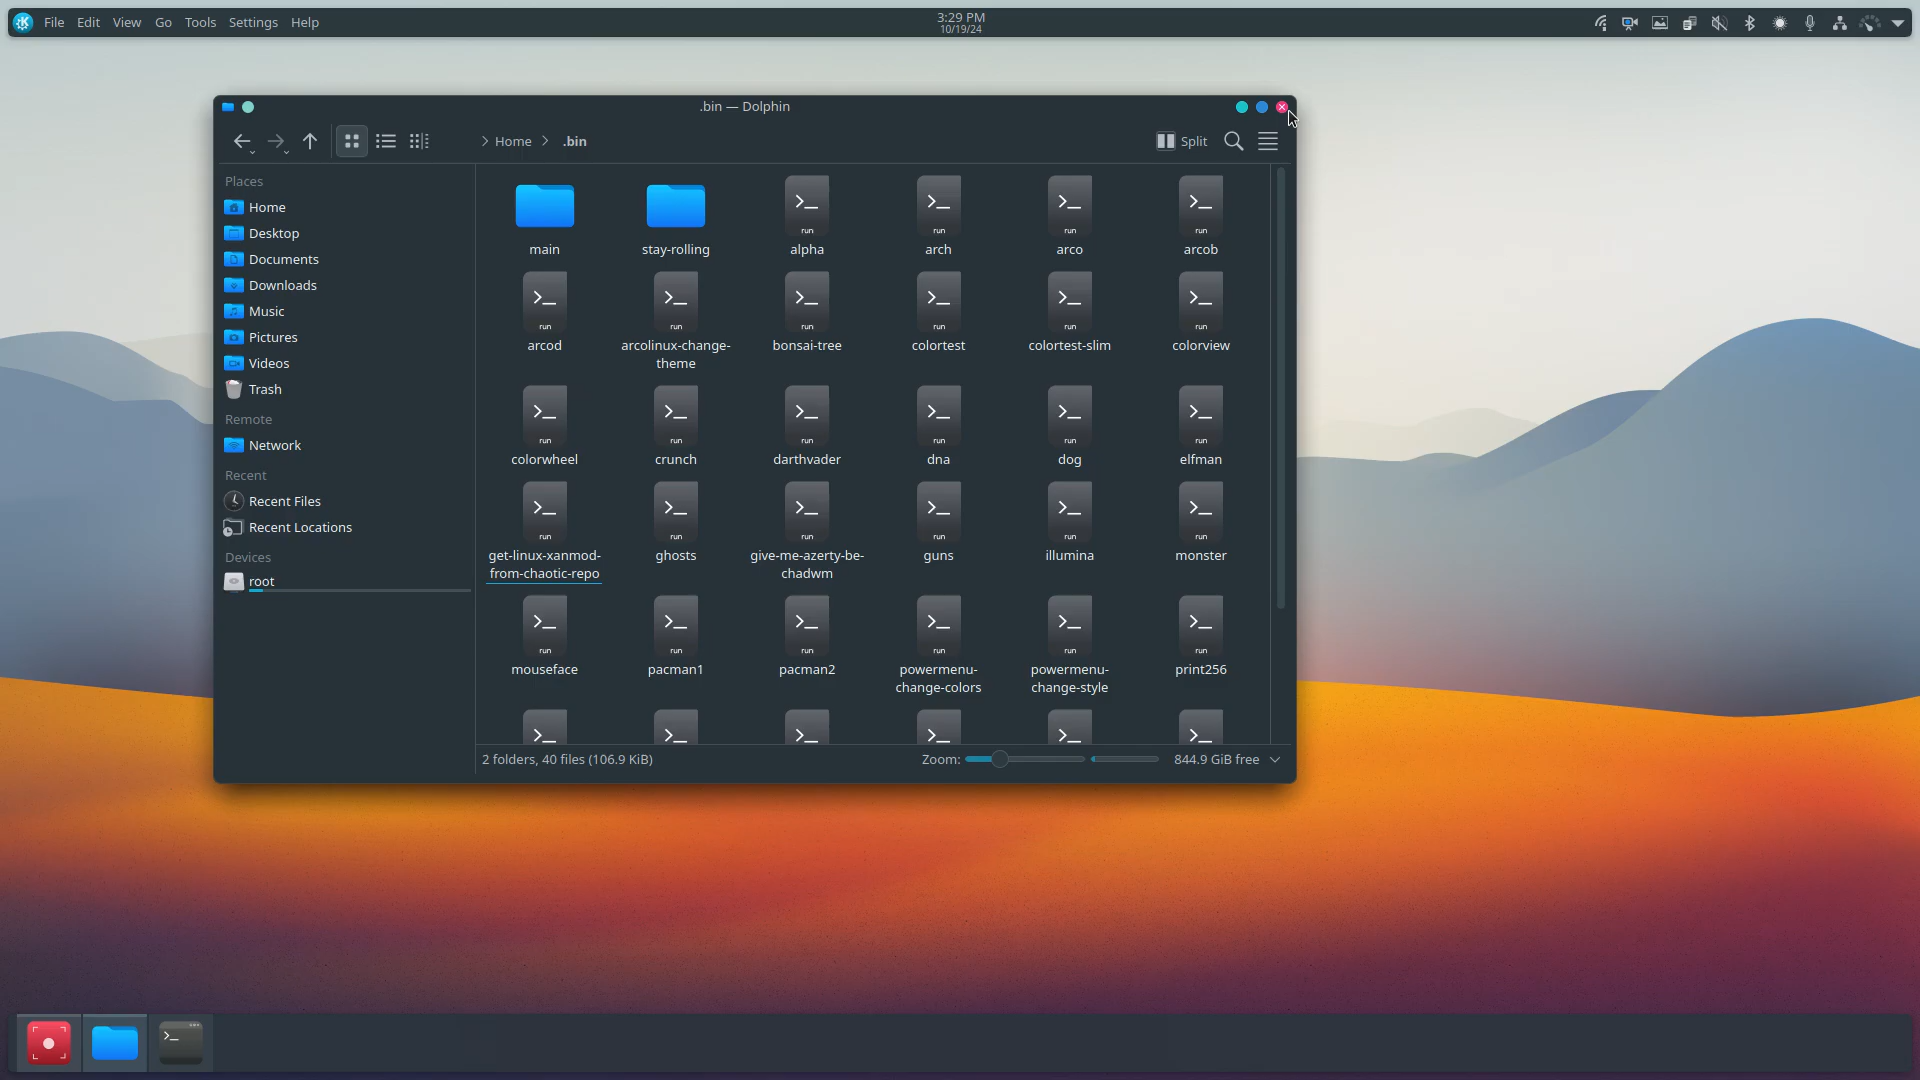 File Edit View Go Tools Settings Help
3:29 PM
10/19/24
.bin — Dolphin
Home .bin
Split
Places
Home
Desktop
Documents
Downloads
Music
Pictures
Videos
Trash
Remote
Network
Recent
Recent Files
Recent Locations
Devices
root
>_ >_ >_ >_
run run run run
main stay-rolling alpha arch arco arcob
>_ >_ >_ >_ >_ >_
run run run run run run
arcod arcolinux-change- bonsai-tree colortest colortest-slim colorview
theme
>_ >_ >_ >_ >_ >_
run run run run run run
colorwheel crunch darthvader dna dog elfman
>_ >_ >_ >_ >_ >_
run run run run run run
get-linux-xanmod- ghosts give-me-azerty-be- guns illumina monster
from-chaotic-repo chadwm
>_ >_ >_ >_ >_ >_
run run run run run run
mouseface pacman1 pacman2 powermenu- powermenu- print256
change-colors change-style
>_ >_ >_ >_ >_ >_
2 folders, 40 files (106.9 KiB) Zoom: 844.9 GiB free
>_